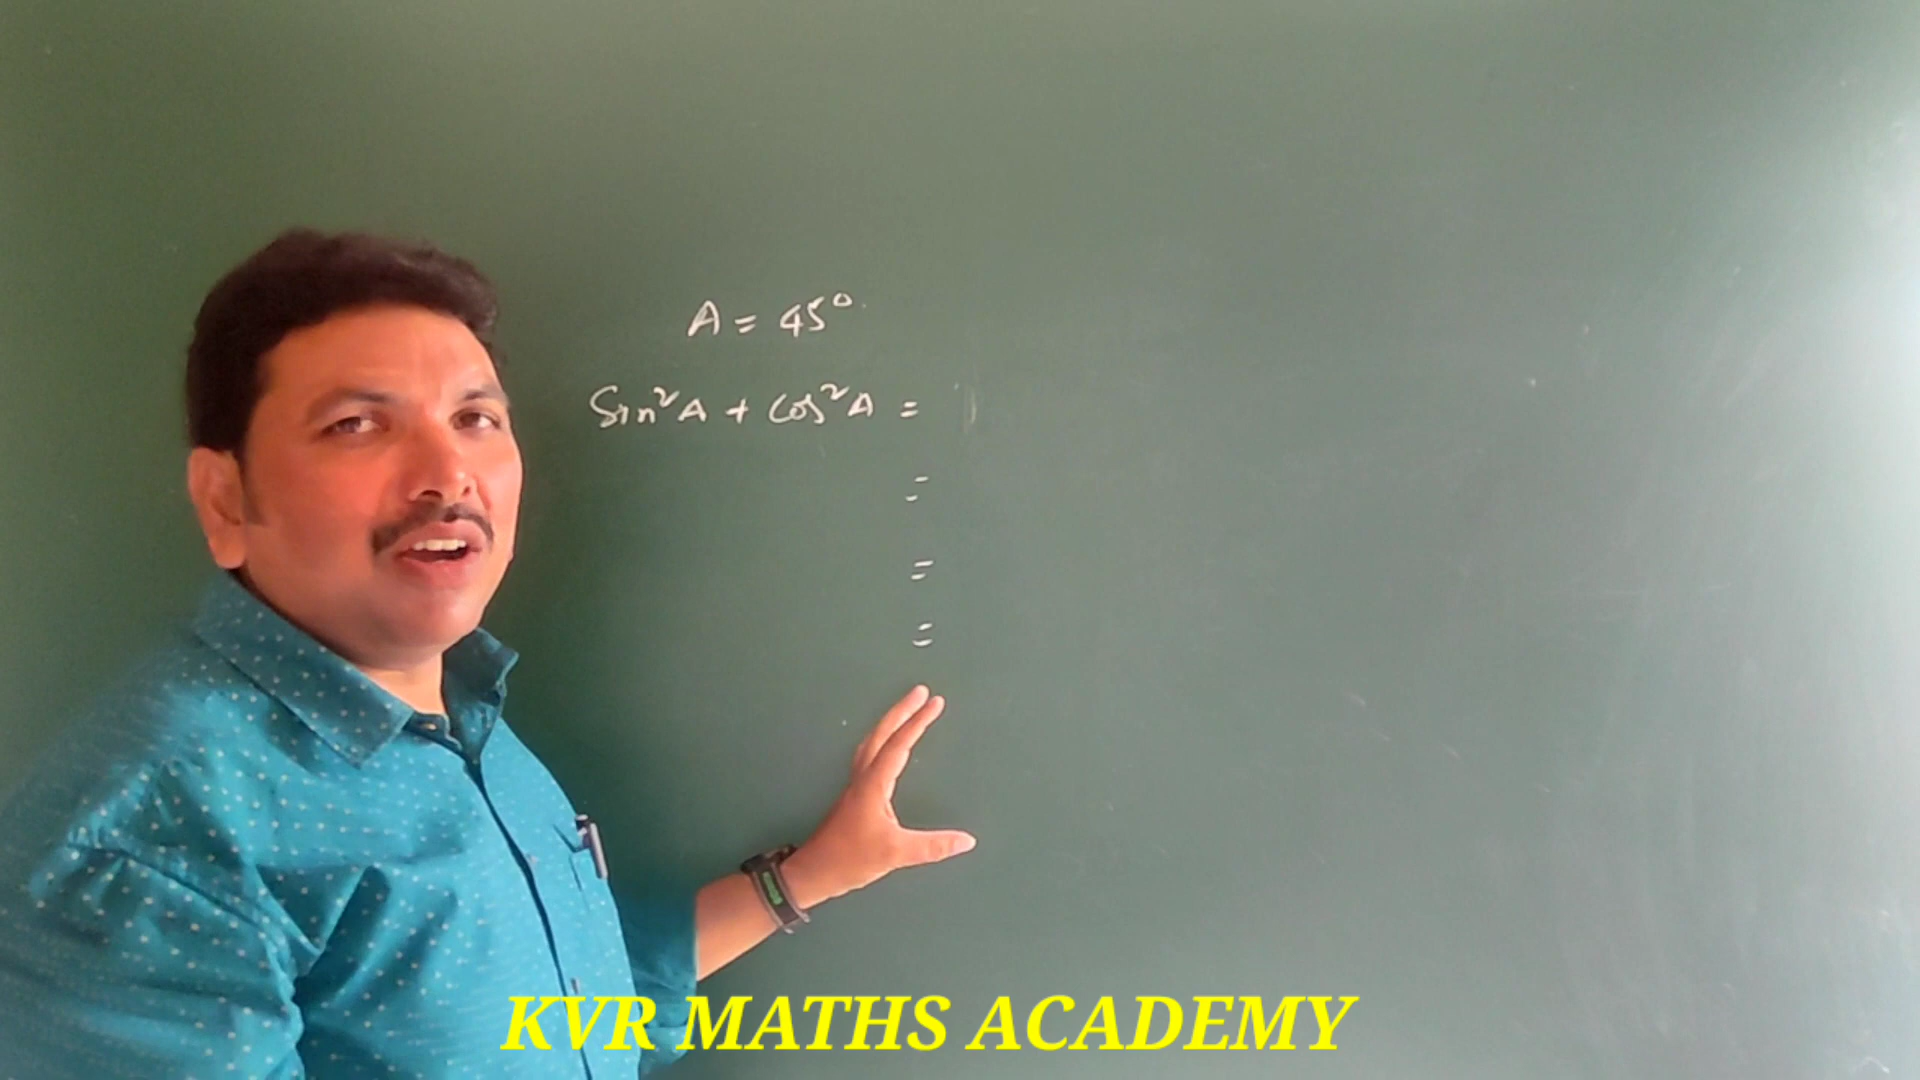 A = 45°
Sin²A + Cos²A =
=
=
=
KVR MATHS ACADEMY